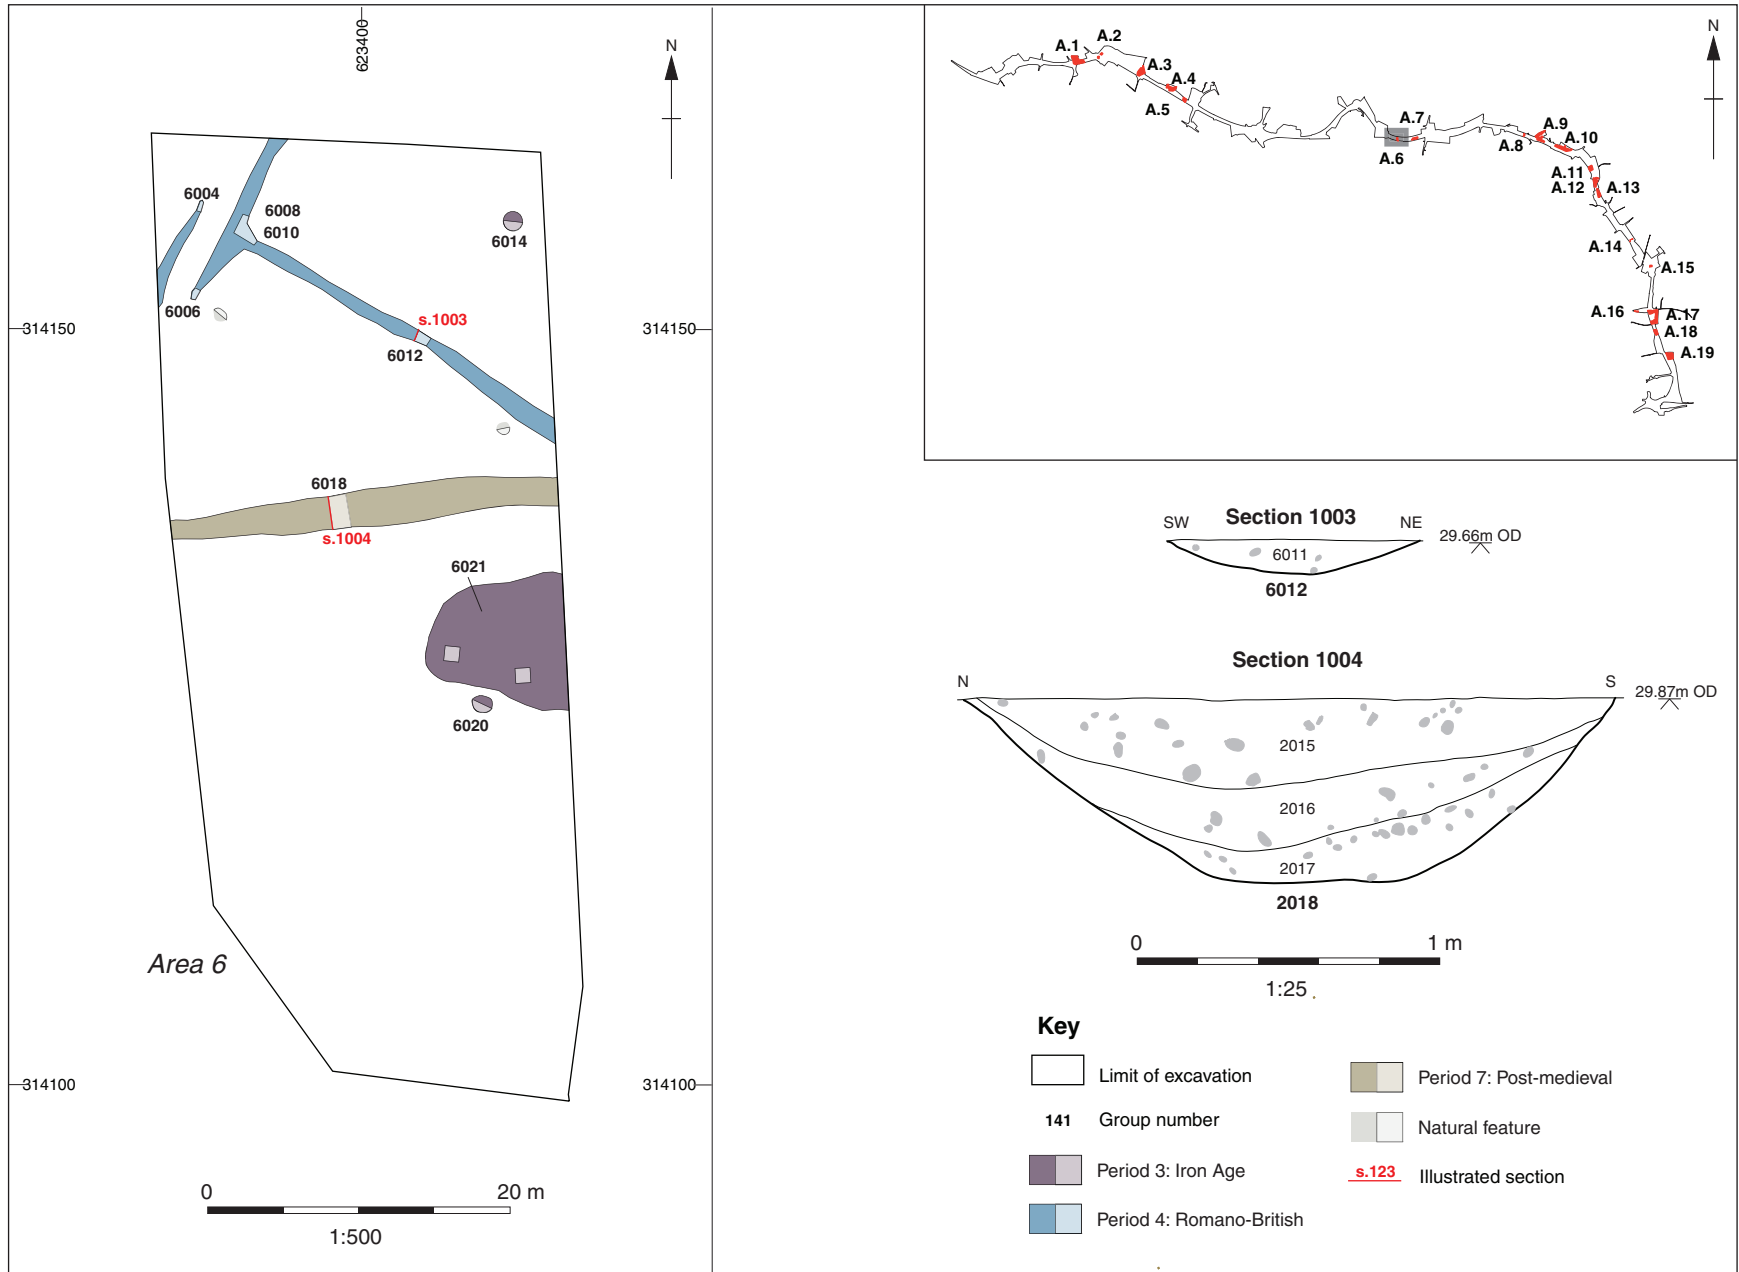 623400
N
6004
6008
6010
6014
6006
s.1003
6012
314150
314150
6018
s.1004
6021
6020
Area 6
314100
314100
0 20 m
1:500
N
A.1
A.2
A.3
A.4
A.5
A.7
A.6
A.9
A.8
A.10
A.11
A.12
A.13
A.14
A.15
A.16
A.17
A.18
A.19
Section 1003
SW NE
29.66m OD
6011
6012
Section 1004
N S
29.87m OD
2015
2016
2017
2018
0 1 m
1:25
Key
Limit of excavation
141 Group number
Period 3: Iron Age
Period 4: Romano-British
Period 7: Post-medieval
Natural feature
s.123 Illustrated section